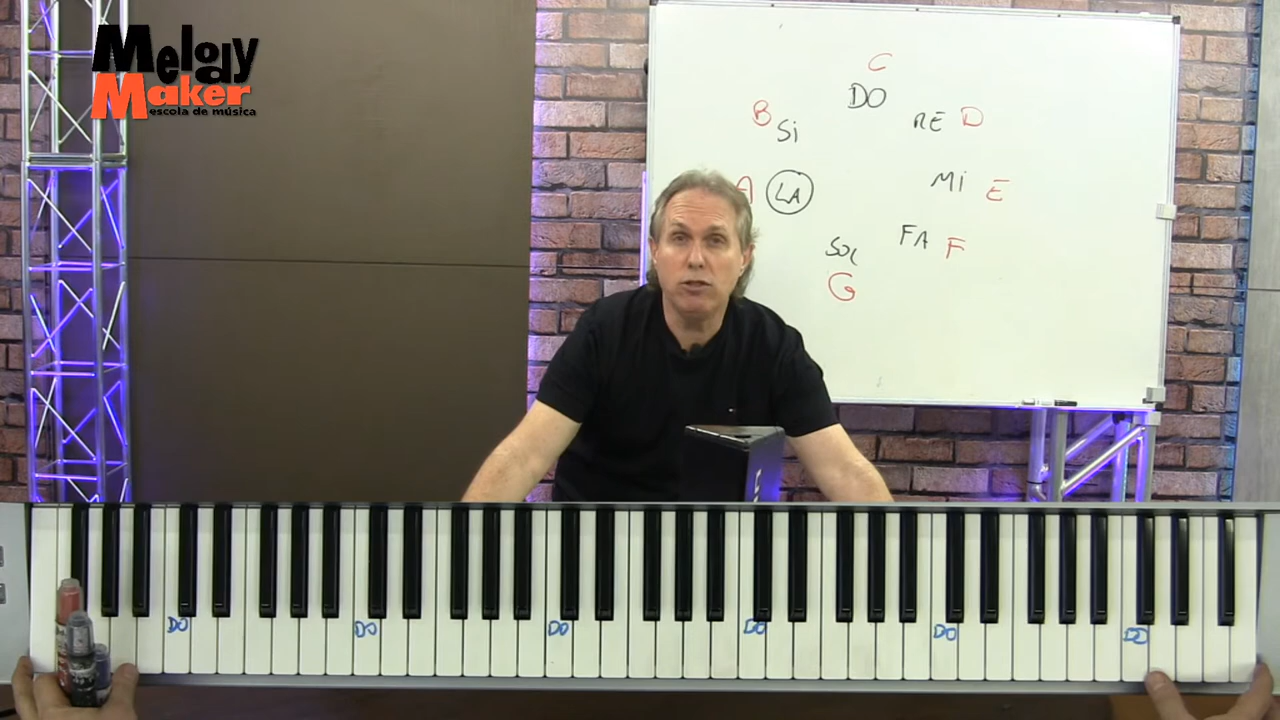 Melody
Maker
escola de música
C
DO
B Si
RE D
A LA
Mi E
FA F
SOL
G
DO DO DO DO DO DO